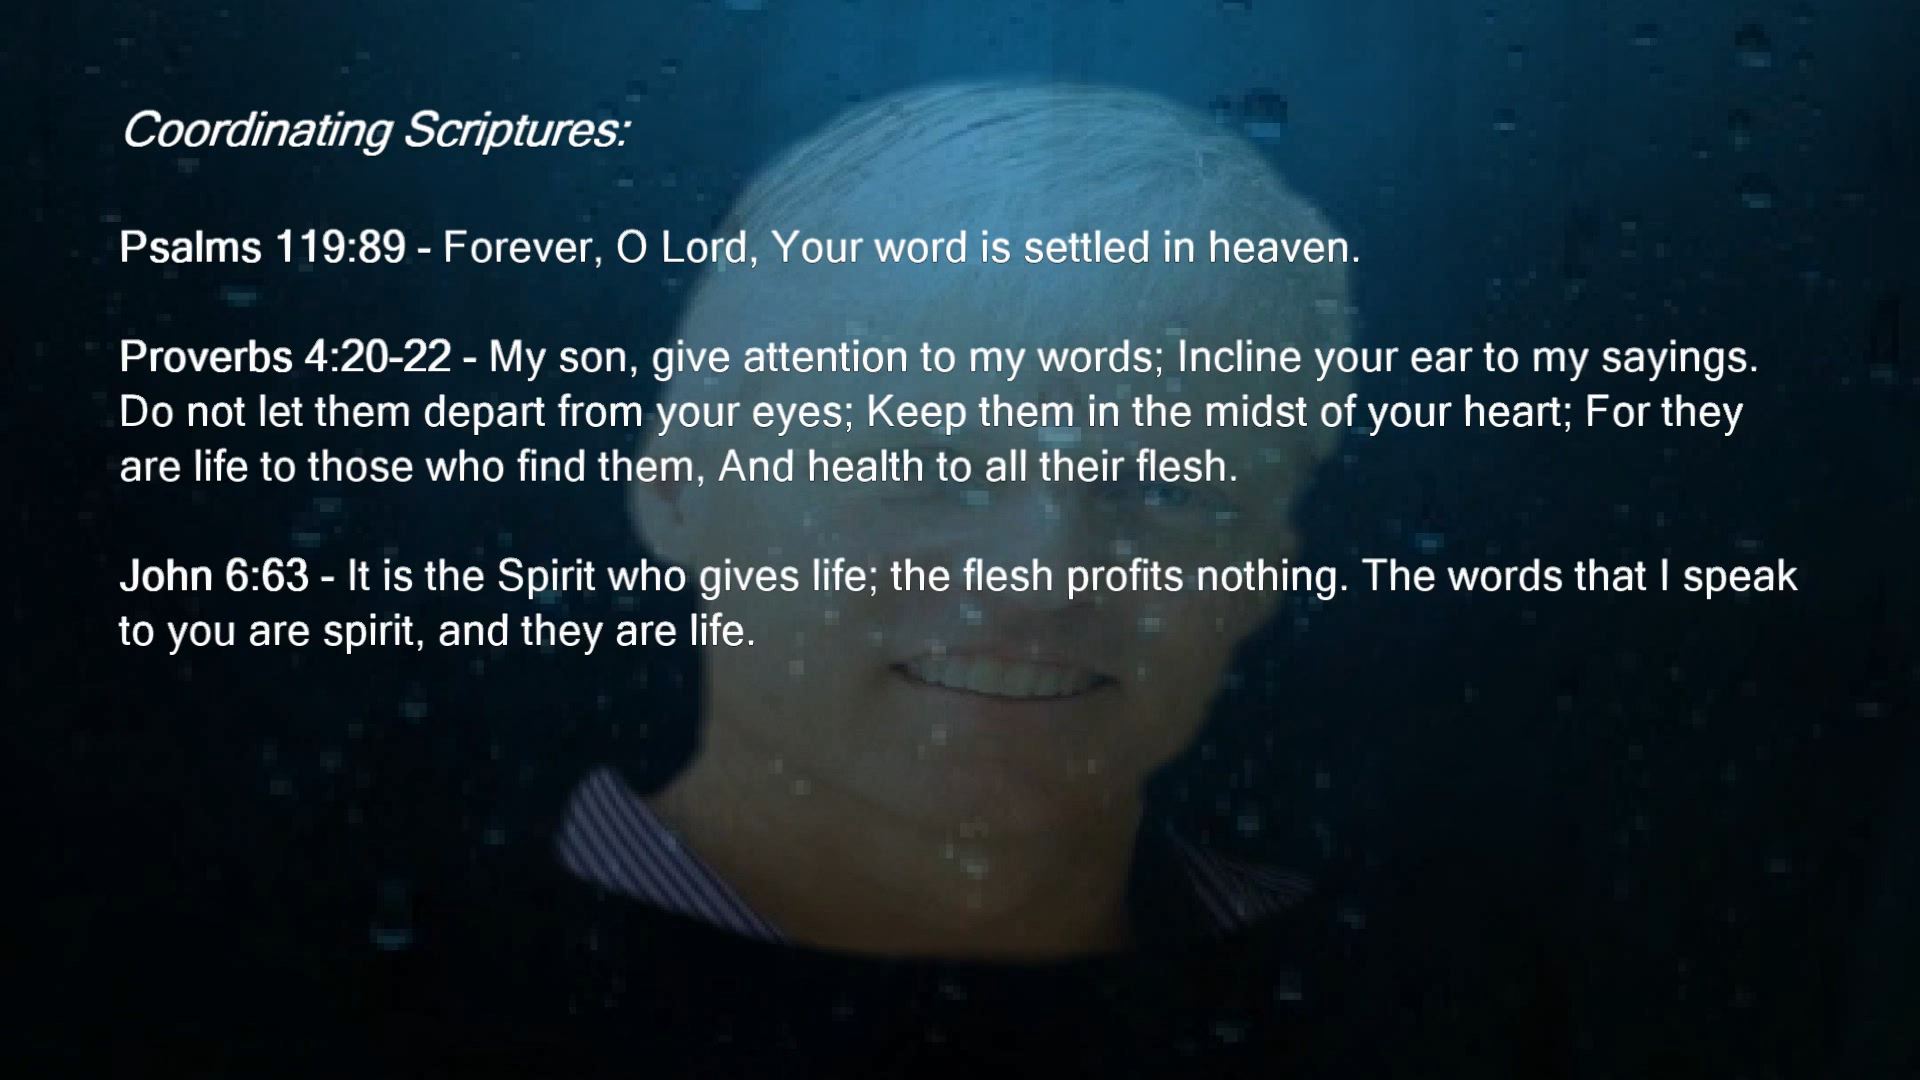 Coordinating Scriptures:
Psalms 119:89 - Forever, O Lord, Your word is settled in heaven.
Proverbs 4:20-22 - My son, give attention to my words; Incline your ear to my sayings.
Do not let them depart from your eyes; Keep them in the midst of your heart; For they
are life to those who find them, And health to all their flesh.
John 6:63 - It is the Spirit who gives life; the flesh profits nothing. The words that I speak
to you are spirit, and they are life.